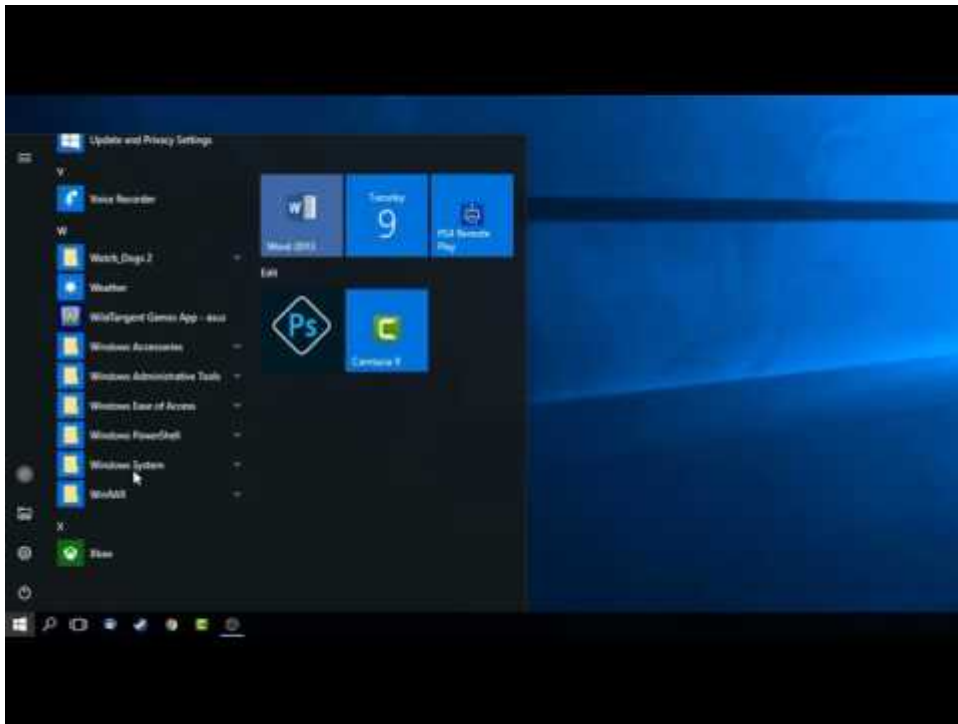 Update and Privacy Settings
V
Voice Recorder
W
Watch_Dogs 2
Weather
WildTangent Games App - asus
Windows Accessories
Windows Administrative Tools
Windows Ease of Access
Windows PowerShell
Windows System
WinRAR
X
Xbox
W
Word 2013
Tuesday
9
PS4 Remote
Play
Edit
Ps
C
Camtasia 9